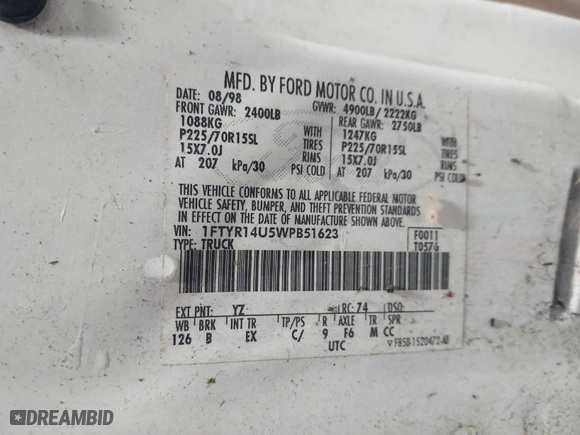 MFD. BY FORD MOTOR CO. IN U.S.A.
DATE: 08/98 GVWR: 4900LB/ 2222KG
FRONT GAWR: 2400LB REAR GAWR: 2750LB
1088KG WITH 1247KG WITH
P225/70R15SL TIRES P225/70R15SL TIRES
15X7.0J RIMS 15X7.0J RIMS
AT 207 kPa/30 PSI COLD AT 207 kPa/30 PSI COLD
THIS VEHICLE CONFORMS TO ALL APPLICABLE FEDERAL MOTOR
VEHICLE SAFETY, BUMPER, AND THEFT PREVENTION STANDARDS
IN EFFECT ON THE DATE OF MANUFACTURE SHOWN ABOVE.
VIN: 1FTYR14U5WPB51623 F0011
TYPE: TRUCK T0576
EXT PNT: YZ RC: 74 DSO:
WB BRK INT TR TP/PS R AXLE TR SPR
126 B EX C/ 9 F6 M CC
UTC
DREAMBID